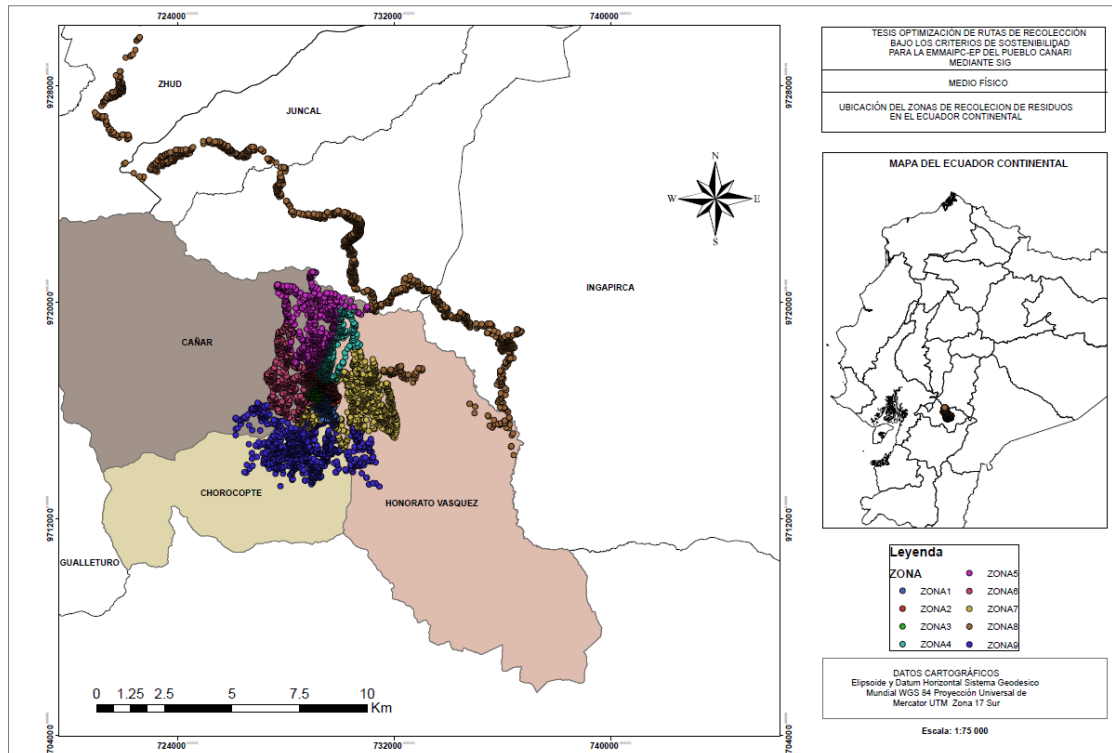 724000
732000
740000
9728000
9720000
9712000
704000
ZHUD
JUNCAL
INGAPIRCA
CAÑAR
CHOROCOPTE
HONORATO VASQUEZ
GUALLETURO
N
W
E
S
0 1.25 2.5 5 7.5 10
Km
9728000
9720000
9712000
9704000
724000
732000
740000
TESIS OPTIMIZACIÓN DE RUTAS DE RECOLECCIÓN
BAJO LOS CRITERIOS DE SOSTENIBILIDAD
PARA LA EMMAIPC-EP DEL PUEBLO CAÑARI
MEDIANTE SIG
MEDIO FÍSICO
UBICACIÓN DEL ZONAS DE RECOLECION DE RESIDUOS
EN EL ECUADOR CONTINENTAL
MAPA DEL ECUADOR CONTINENTAL
Leyenda
ZONA
ZONA1
ZONA2
ZONA3
ZONA4
ZONA5
ZONA6
ZONA7
ZONA8
ZONA9
DATOS CARTOGRÁFICOS
Elipsoide y Datum Horizontal Sistema Geodesico
Mundial WGS 84 Proyección Universal de
Mercator UTM Zona 17 Sur
Escala: 1:75 000